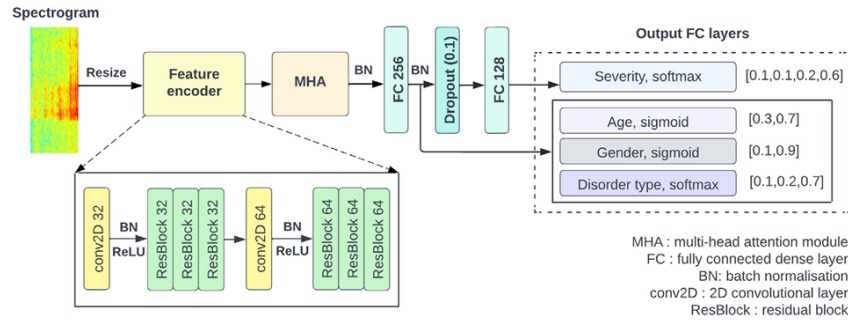 Spectrogram
Resize
Feature
encoder
MHA
BN
FC 256
BN
Dropout (0.1)
FC 128
Output FC layers
Severity, softmax [0.1,0.1,0.2,0.6]
Age, sigmoid [0.3,0.7]
Gender, sigmoid [0.1,0.9]
Disorder type, softmax [0.1,0.2,0.7]
conv2D 32
BN
ReLU
ResBlock 32
ResBlock 32
ResBlock 32
conv2D 64
BN
ReLU
ResBlock 64
ResBlock 64
ResBlock 64
MHA : multi-head attention module
FC : fully connected dense layer
BN: batch normalisation
conv2D : 2D convolutional layer
ResBlock : residual block